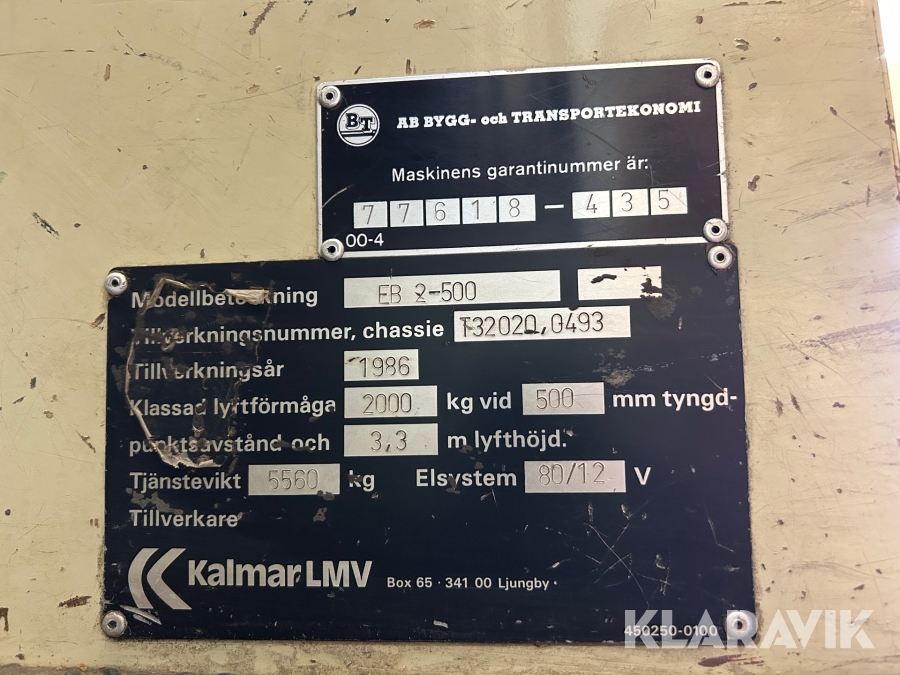 BT
AB BYGG- och TRANSPORTEKONOMI
Maskinens garantinummer är:
77618-435
00-4
Modellbeteckning EB 2-500
Tillverkningsnummer, chassie T32020,0493
Tillverkningsår 1986
Klassad lyftförmåga 2000 kg vid 500 mm tyngd-
punktsavstånd och 3,3 m lyfthöjd.
Tjänstevikt 5560 kg Elsystem 80/12 V
Tillverkare
Kalmar LMV Box 65 · 341 00 Ljungby ·
450250-0100
KLARAVIK